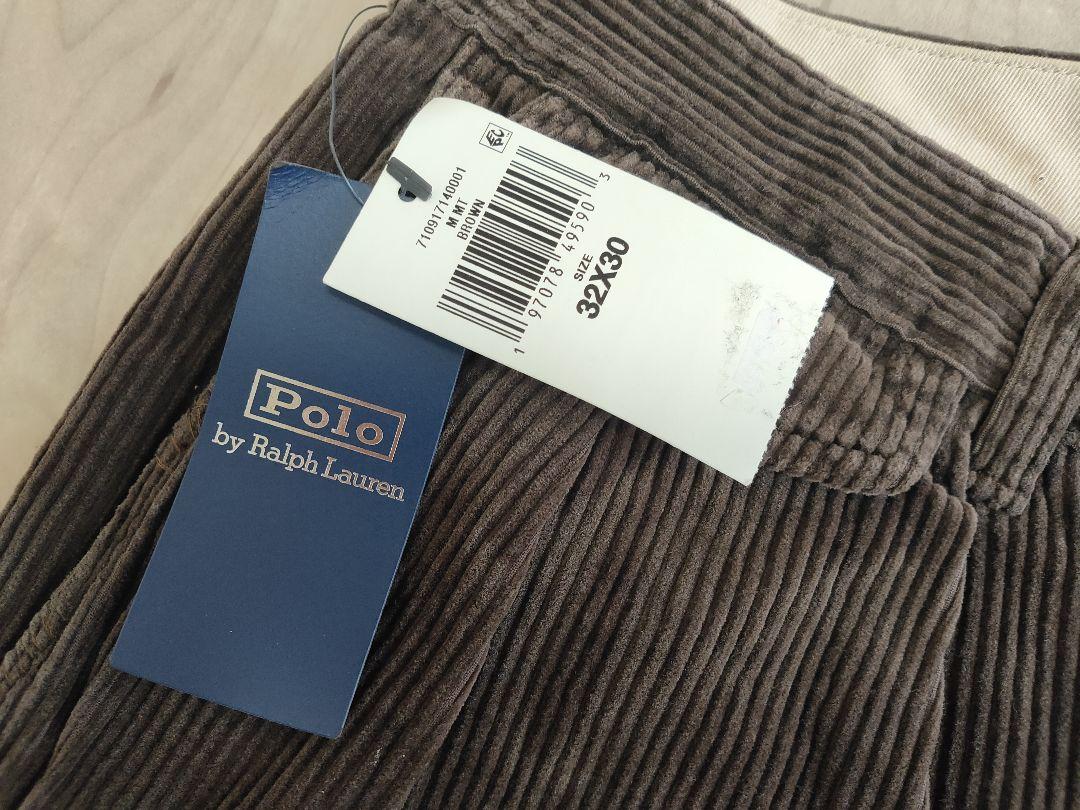 710917140001
M MT
BROWN
1 97078 49590 3
SIZE
32X30
Polo
by Ralph Lauren